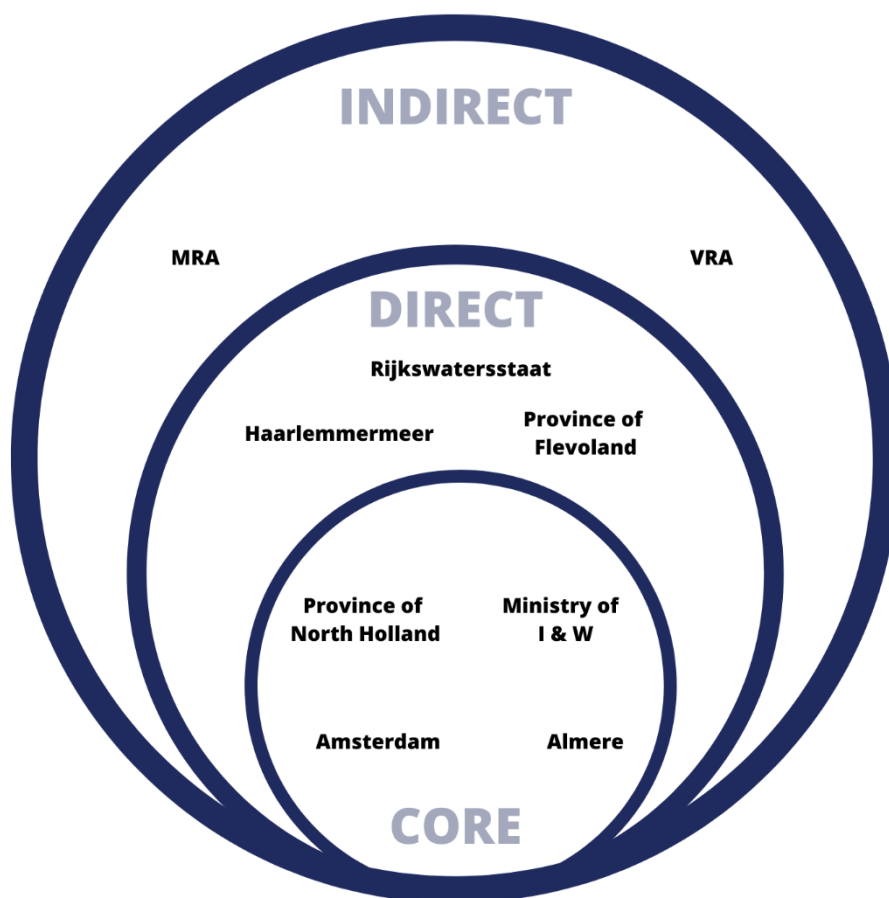 INDIRECT
MRA
VRA
DIRECT
Rijkswatersstaat
Haarlemmermeer
Province of
Flevoland
Province of
North Holland
Ministry of
I & W
Amsterdam
Almere
CORE